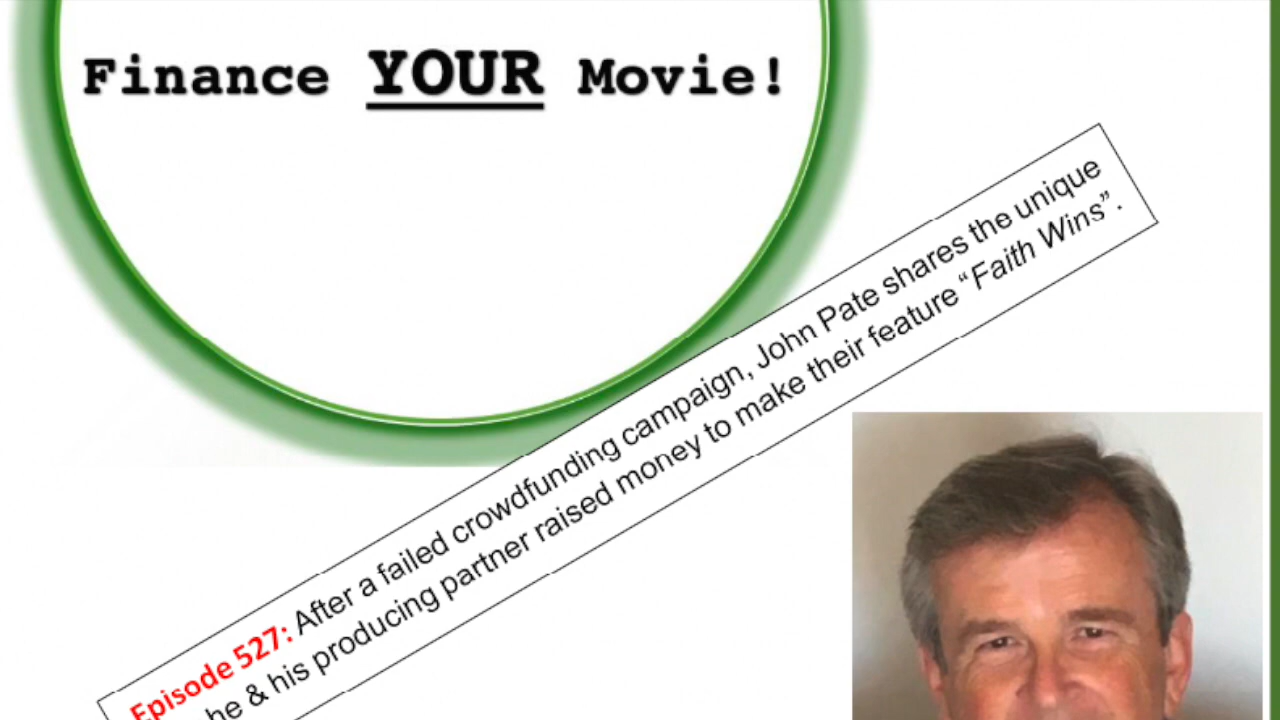 Finance YOUR Movie!
Episode 527: After a failed crowdfunding campaign, John Pate shares the unique
he & his producing partner raised money to make their feature “Faith Wins”.